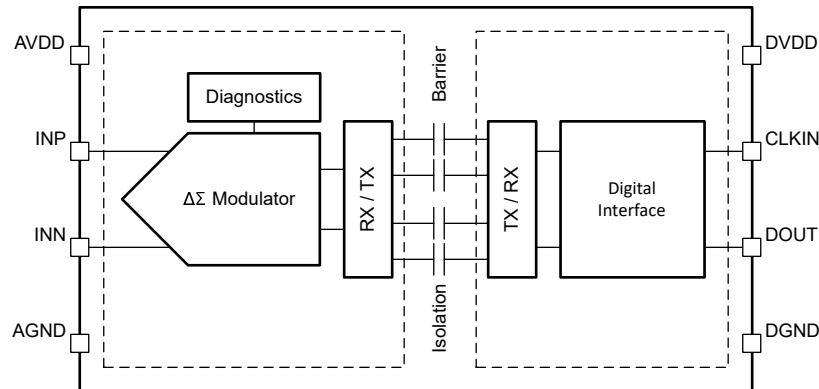 AVDD
DVDD
Barrier
Diagnostics
INP
CLKIN
ΔΣ Modulator
RX / TX
TX / RX
Digital
Interface
INN
DOUT
Isolation
AGND
DGND